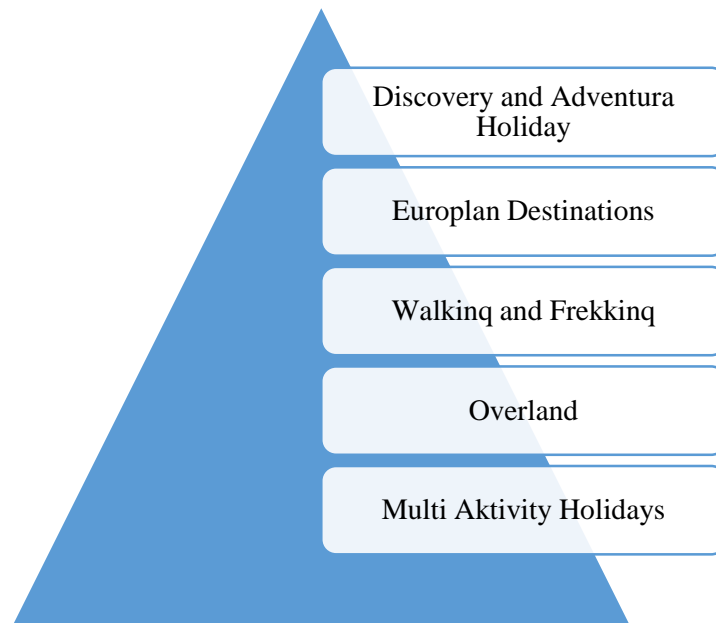 Discovery and Adventura
Holiday
Europlan Destinations
Walkinq and Frekkinq
Overland
Multi Aktivity Holidays